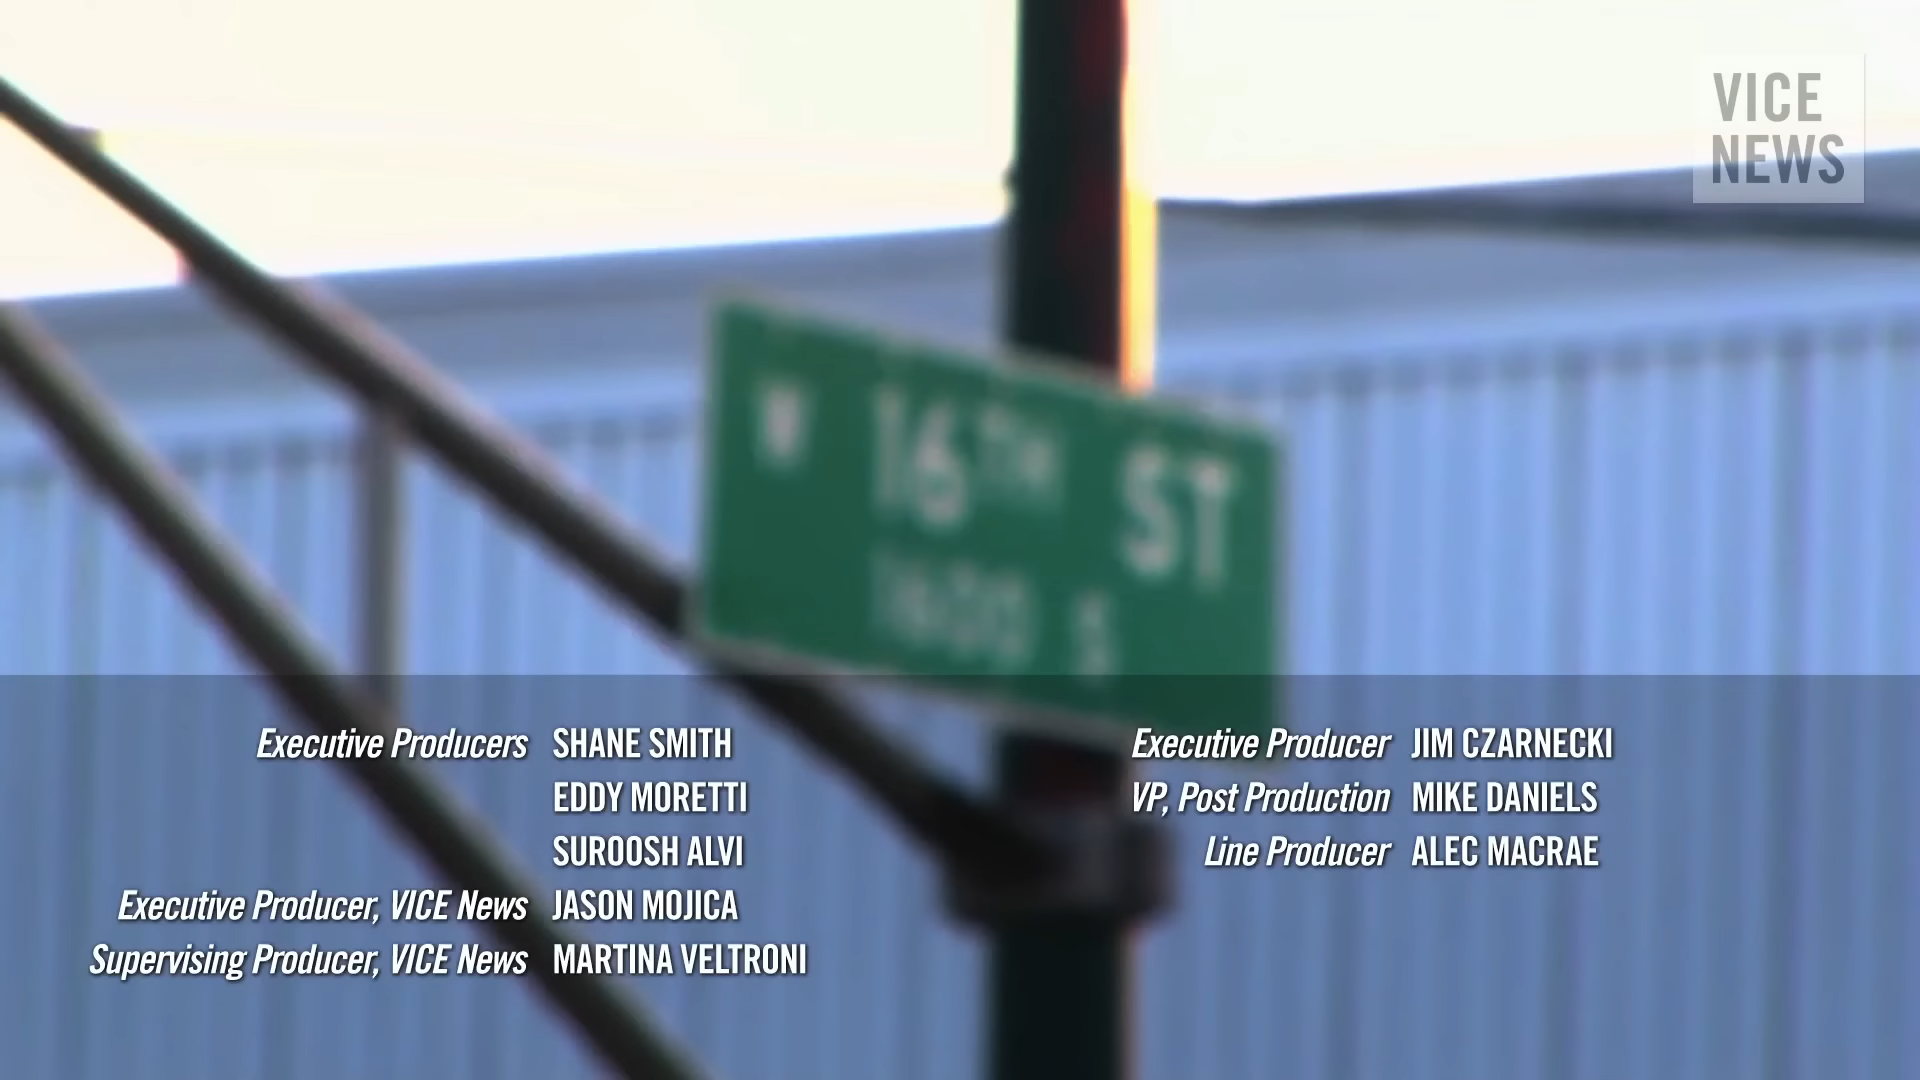 VICE
NEWS
W 16TH ST
1600 S
Executive Producers SHANE SMITH
EDDY MORETTI
SUROOSH ALVI
Executive Producer, VICE News JASON MOJICA
Supervising Producer, VICE News MARTINA VELTRONI
Executive Producer JIM CZARNECKI
VP, Post Production MIKE DANIELS
Line Producer ALEC MACRAE